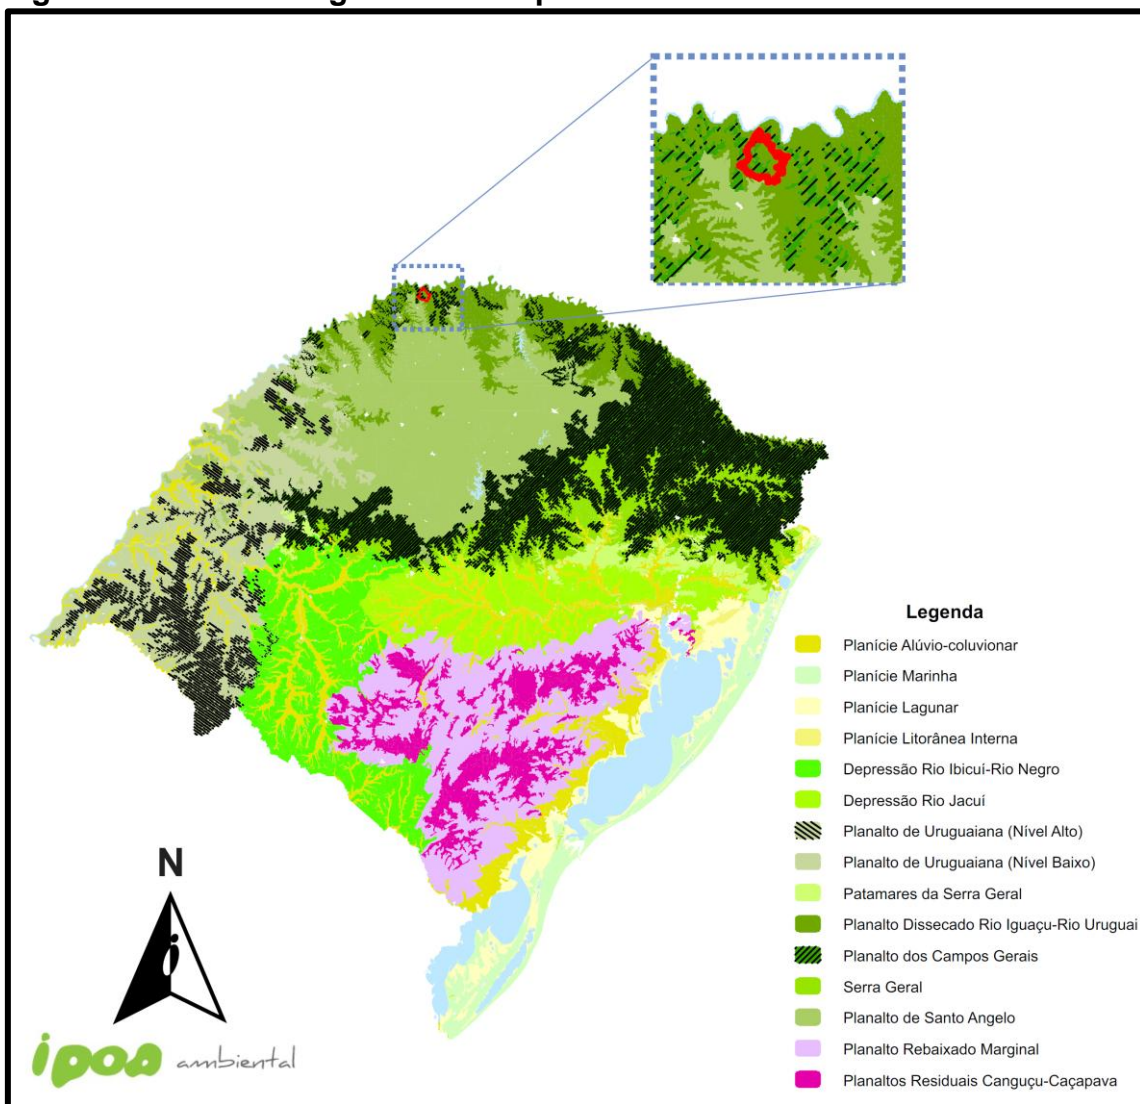 Legenda
Planície Alúvio-coluvionar
Planície Marinha
Planície Lagunar
Planície Litorânea Interna
Depressão Rio Ibicuí-Rio Negro
Depressão Rio Jacuí
Planalto de Uruguaiana (Nível Alto)
Planalto de Uruguaiana (Nível Baixo)
Patamares da Serra Geral
Planalto Dissecado Rio Iguaçu-Rio Uruguai
Planalto dos Campos Gerais
Serra Geral
Planalto de Santo Angelo
Planalto Rebaixado Marginal
Planaltos Residuais Canguçu-Caçapava
N
i
ipoa ambiental